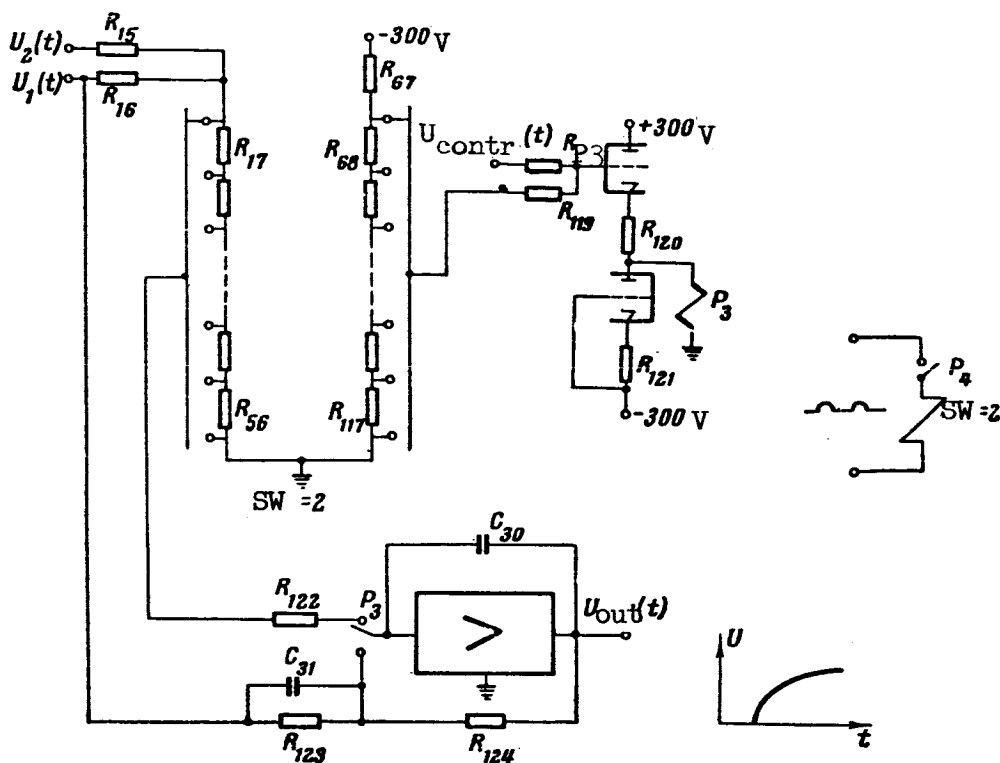 R15
U2(t)
U1(t)
R16
-300 V
R67
R17
R68
Ucontr(t)
R P3
R119
+300 V
R120
P3
R121
-300 V
P4
SW=2
R56
R117
SW =2
C30
R122
P3
>
Uout(t)
C31
R123
R124
U
t